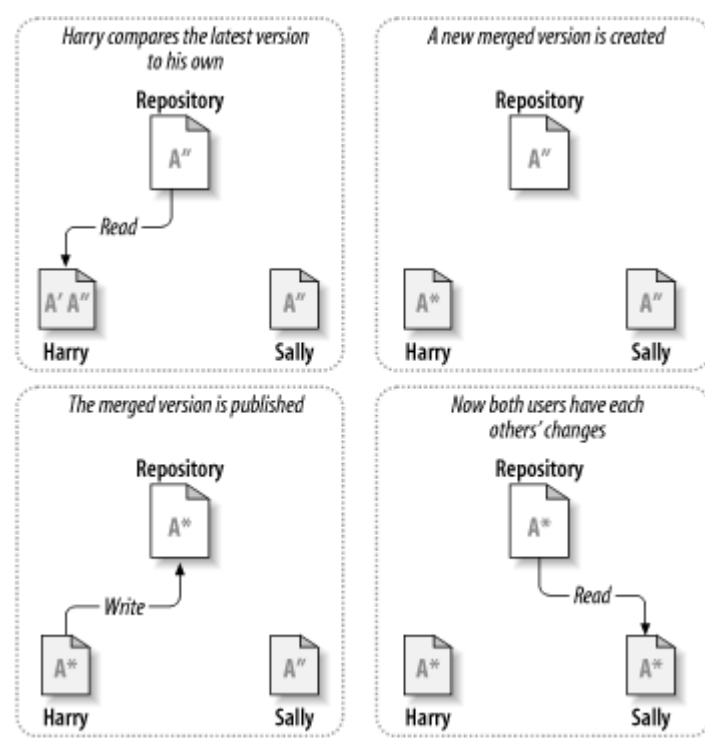 Harry compares the latest version
to his own
Repository
A″
Read
A′ A″
A″
Harry
Sally
A new merged version is created
Repository
A″
A*
A″
Harry
Sally
The merged version is published
Repository
A*
Write
A*
A″
Harry
Sally
Now both users have each
others’ changes
Repository
A*
Read
A*
A*
Harry
Sally